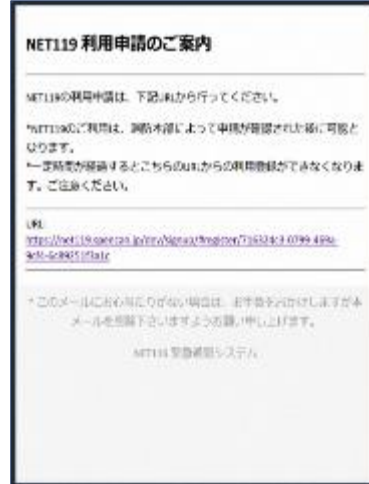 NET119 利用申請のご案内
NET119の利用申請は、下記URLから行ってください。
*NET119のご利用は、消防本部によって申請が確認された後に可能と
なります。
*一定時間が経過するとこちらのURLからの利用登録ができなくなりま
す。ご注意ください。
URL:
* このメールにお心当たりがない場合は、お手数をおかけしますが本
メールを削除下さいますようお願い申し上げます。
NET119 緊急通報システム